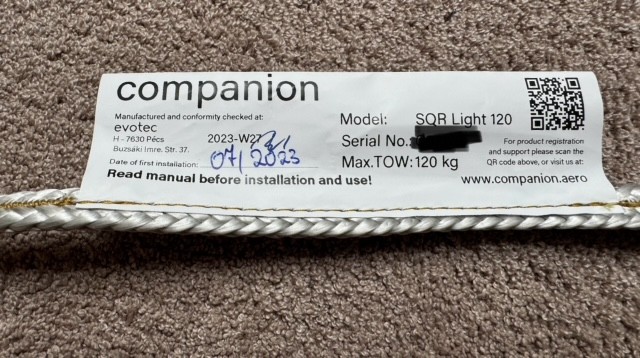 companion
Manufactured and conformity checked at:
evotec
H - 7630 Pécs
Buzsáki Imre. Str. 37.
2023-W27
Date of first installation: 07/2023
Read manual before installation and use!
Model: SQR Light 120
Serial No.:
Max.TOW: 120 kg
For product registration
and support please scan the
QR code above, or visit us at:
www.companion.aero